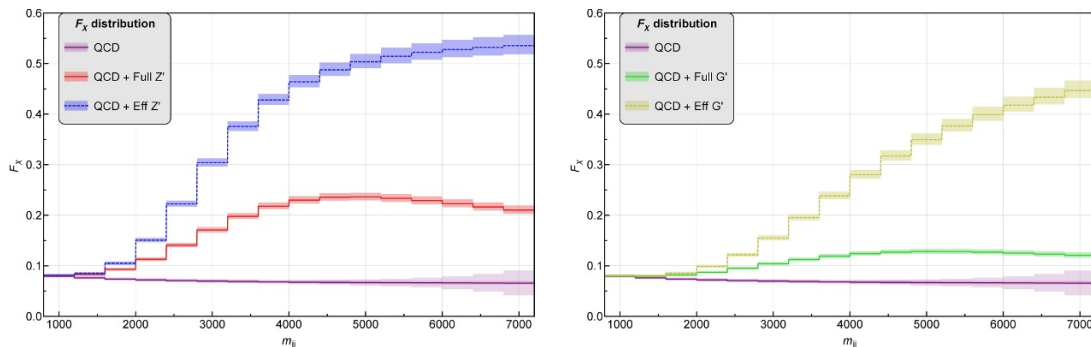 F_χ distribution
QCD
QCD + Full Z'
QCD + Eff Z'
0.6
0.5
0.4
0.3
0.2
0.1
0.0
F_χ
1000 2000 3000 4000 5000 6000 7000
m_jj
F_χ distribution
QCD
QCD + Full G'
QCD + Eff G'
0.6
0.5
0.4
0.3
0.2
0.1
0.0
F_χ
1000 2000 3000 4000 5000 6000 7000
m_jj